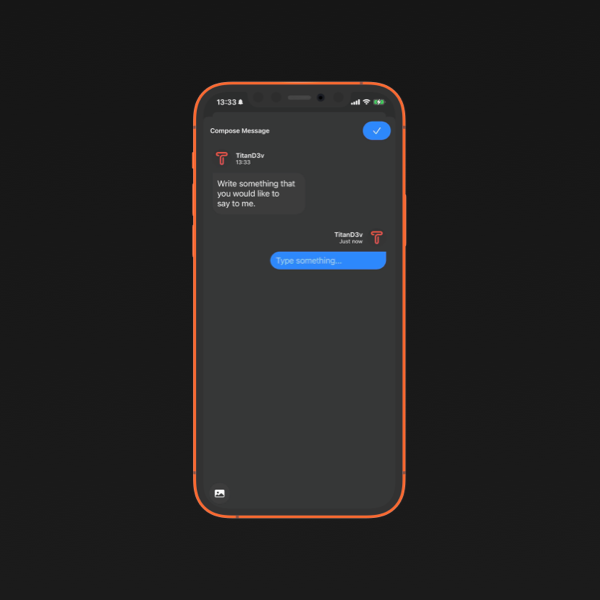 13:33
Compose Message
TitanD3v
13:33
Write something that
you would like to
say to me.
TitanD3v
Just now
Type something...